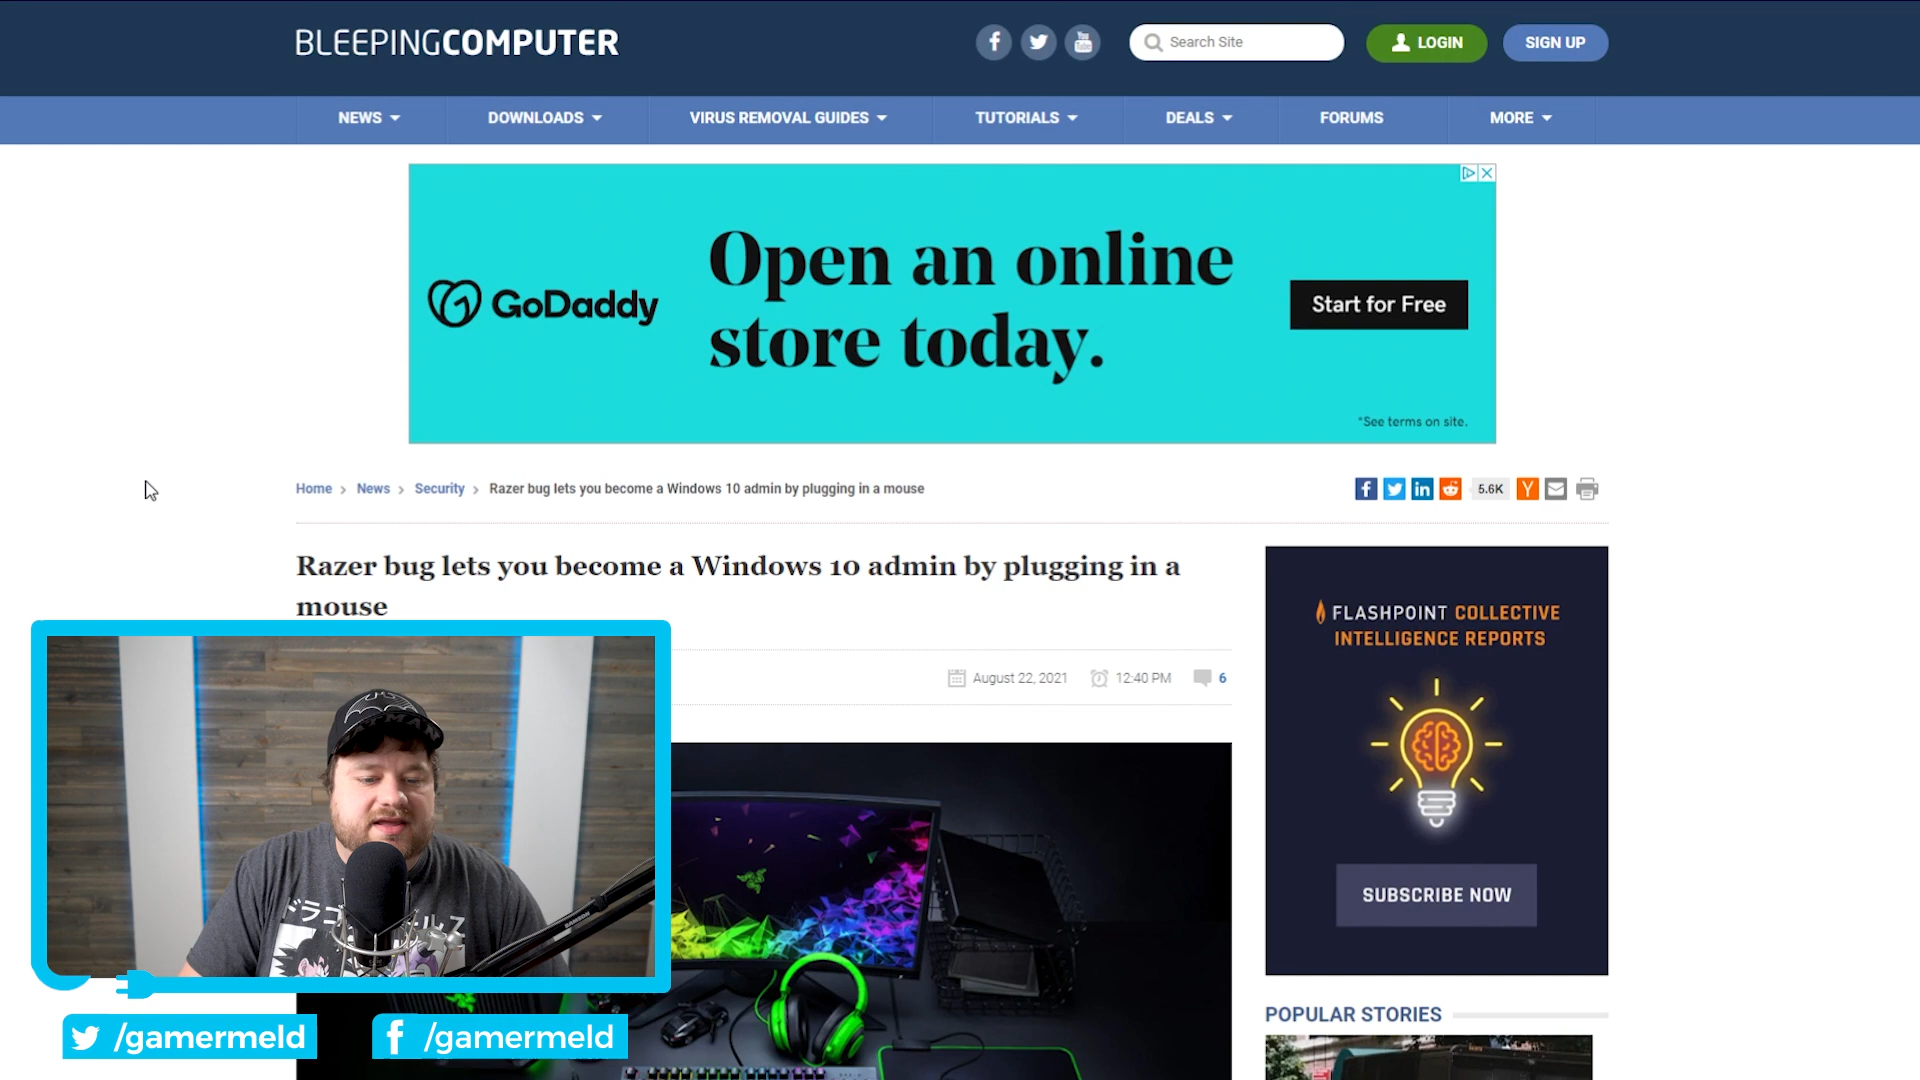 BLEEPINGCOMPUTER
Search Site
LOGIN
SIGN UP
NEWS
DOWNLOADS
VIRUS REMOVAL GUIDES
TUTORIALS
DEALS
FORUMS
MORE
GoDaddy
Open an online
store today.
Start for Free
*See terms on site.
Home > News > Security > Razer bug lets you become a Windows 10 admin by plugging in a mouse
5.6K
Razer bug lets you become a Windows 10 admin by plugging in a
mouse
August 22, 2021
12:40 PM
6
FLASHPOINT COLLECTIVE
INTELLIGENCE REPORTS
SUBSCRIBE NOW
POPULAR STORIES
/gamermeld
/gamermeld